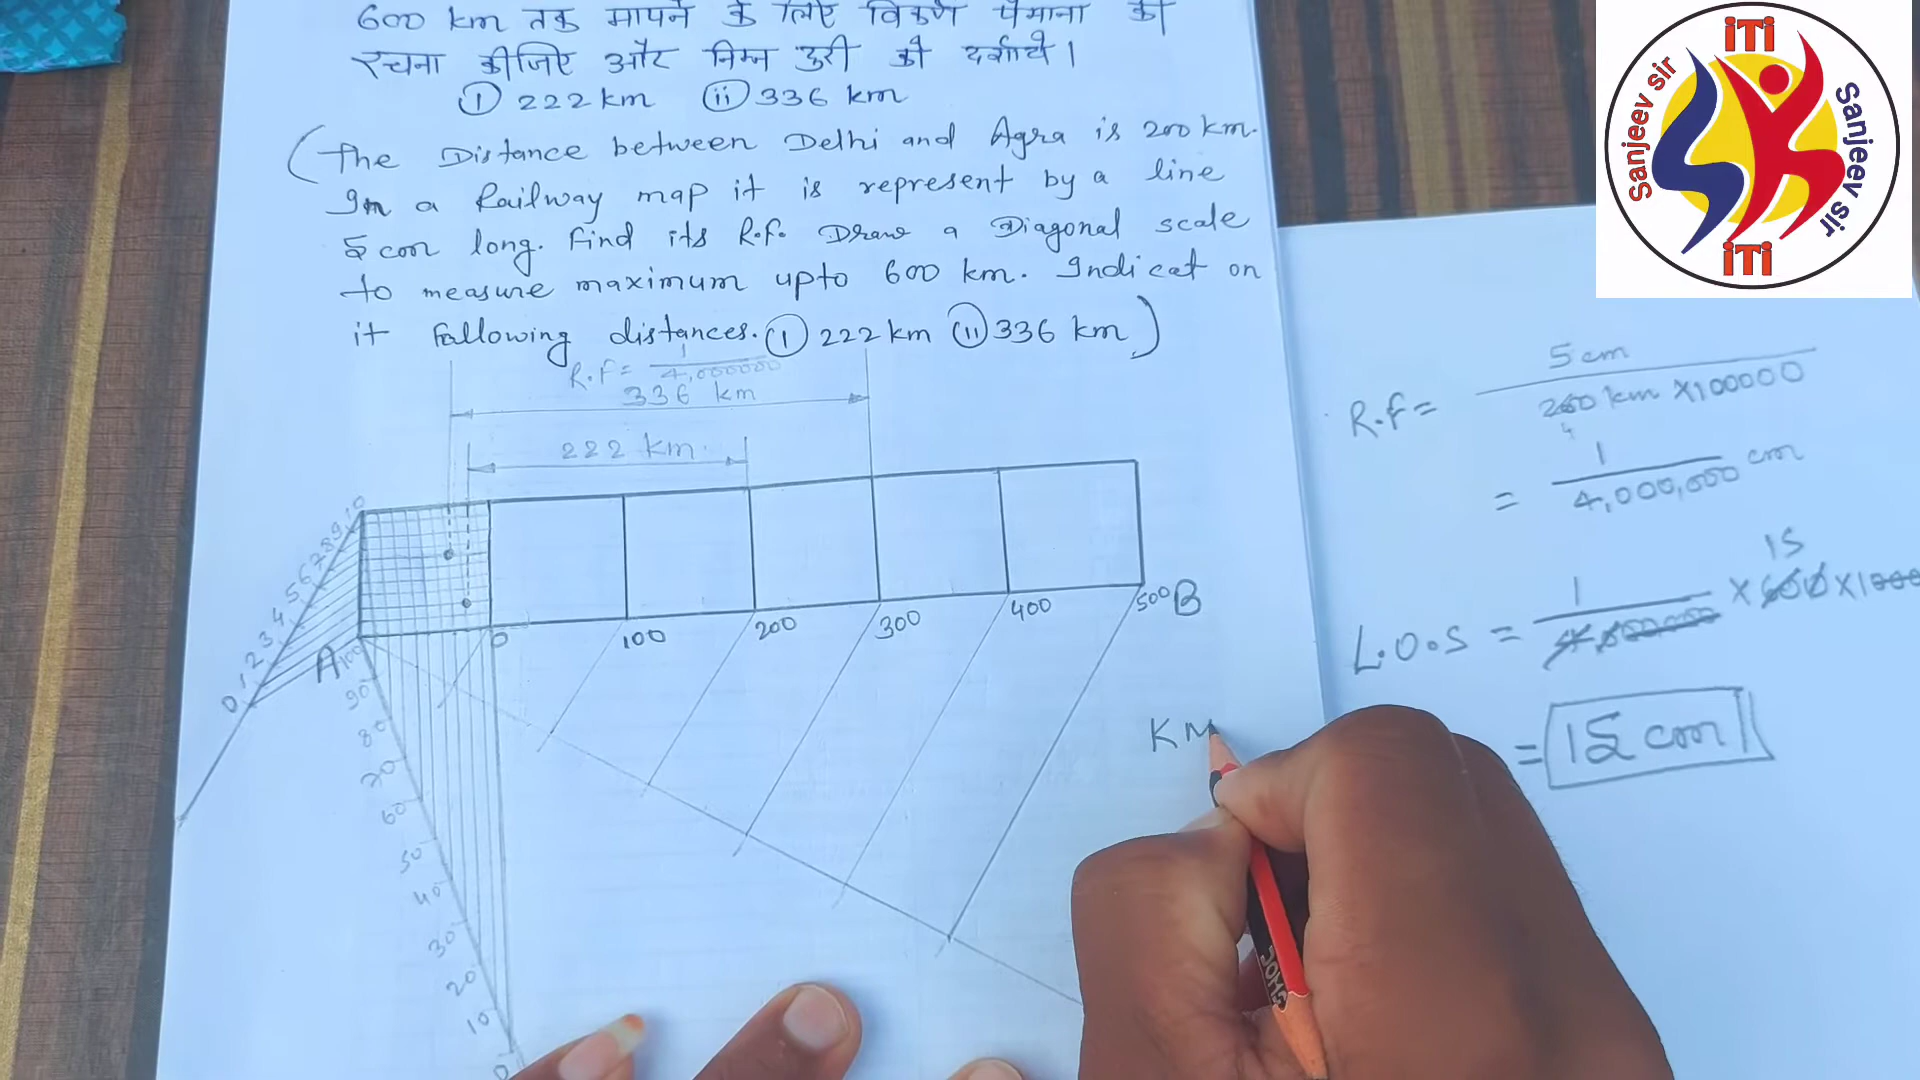 600 km तक मापने के लिए विकर्ण पैमाना की
रचना कीजिए और निम्न दुरी को दर्शाये।
(i) 222 km (ii) 336 km
(The Distance between Delhi and Agra is 200 km.
In a Railway map it is represent by a line
5 cm long. Find its R.f. Draw a Diagonal scale
to measure maximum upto 600 km. Indicat on
it following distances. (i) 222 km (ii) 336 km)
R.f = 1/4,000000
336 km
222 km.
10
9
8
7
6
5
4
3
2
1
0
A
100
90
80
70
60
50
40
30
20
10
0
0 100 200 300 400 500 B
KM
R.f = 5 cm / 200 km × 100000
4
= 1/4,000,000 cm
15
L.O.S = 1/4,000,000 × 600 × 1000
= 15 cm
iTi
Sanjeev sir
Sanjeev sir
iTi
JOMS